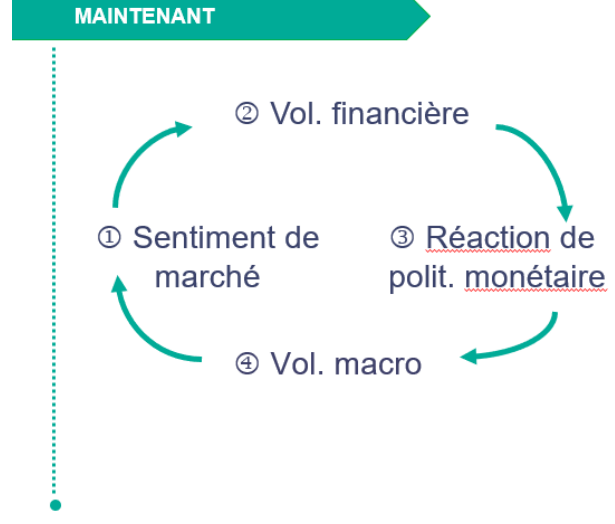 MAINTENANT
② Vol. financière
① Sentiment de
marché
③ Réaction de
polit. monétaire
④ Vol. macro